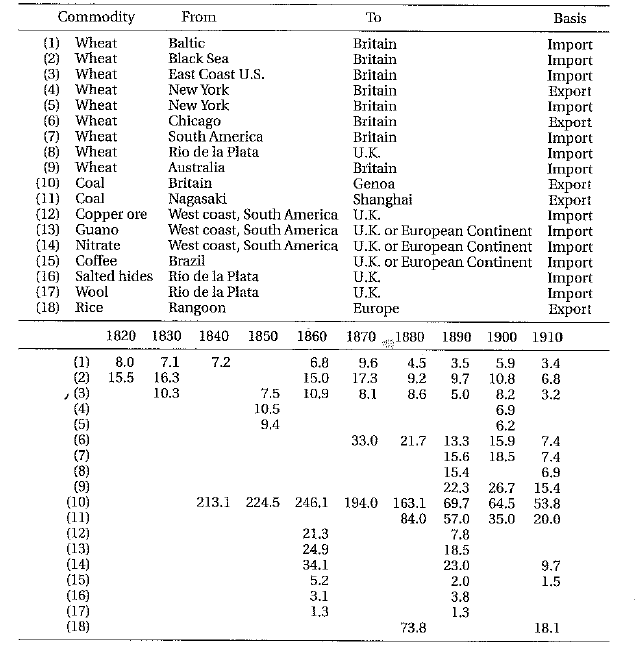 Commodity From To Basis
(1) Wheat Baltic Britain Import
(2) Wheat Black Sea Britain Import
(3) Wheat East Coast U.S. Britain Import
(4) Wheat New York Britain Export
(5) Wheat New York Britain Import
(6) Wheat Chicago Britain Export
(7) Wheat South America Britain Import
(8) Wheat Rio de la Plata U.K. Import
(9) Wheat Australia Britain Import
(10) Coal Britain Genoa Export
(11) Coal Nagasaki Shanghai Export
(12) Copper ore West coast, South America U.K. Import
(13) Guano West coast, South America U.K. or European Continent Import
(14) Nitrate West coast, South America U.K. or European Continent Import
(15) Coffee Brazil U.K. or European Continent Import
(16) Salted hides Rio de la Plata U.K. Import
(17) Wool Rio de la Plata U.K. Import
(18) Rice Rangoon Europe Export
1820 1830 1840 1850 1860 1870 1880 1890 1900 1910
(1) 8.0 7.1 7.2 6.8 9.6 4.5 3.5 5.9 3.4
(2) 15.5 16.3 15.0 17.3 9.2 9.7 10.8 6.8
(3) 10.3 7.5 10.9 8.1 8.6 5.0 8.2 3.2
(4) 10.5 6.9
(5) 9.4 6.2
(6) 33.0 21.7 13.3 15.9 7.4
(7) 15.6 18.5 7.4
(8) 15.4 6.9
(9) 22.3 26.7 15.4
(10) 213.1 224.5 246.1 194.0 163.1 69.7 64.5 53.8
(11) 84.0 57.0 35.0 20.0
(12) 21.3 7.8
(13) 24.9 18.5
(14) 34.1 23.0 9.7
(15) 5.2 2.0 1.5
(16) 3.1 3.8
(17) 1.3 1.3
(18) 73.8 18.1